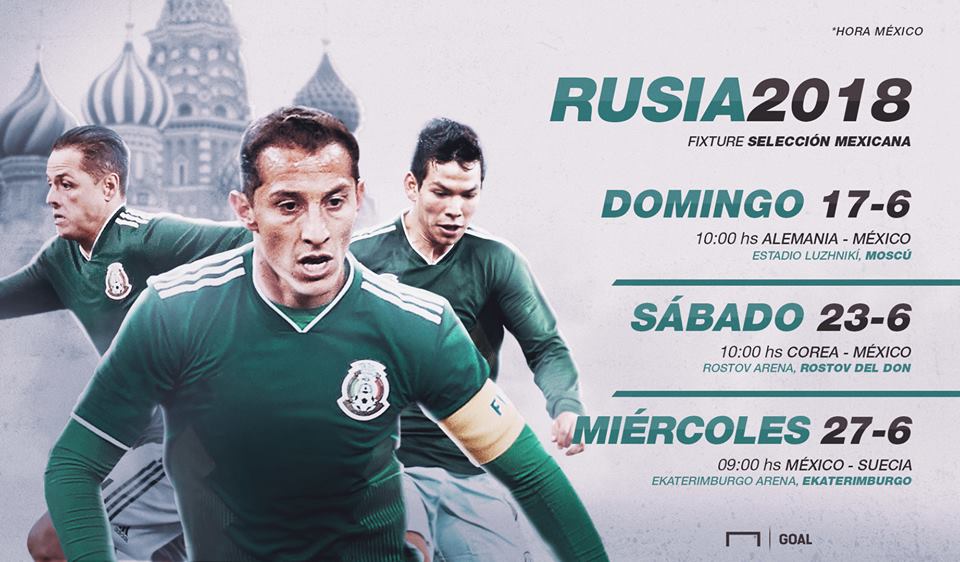 *HORA MÉXICO
RUSIA2018
FIXTURE SELECCIÓN MEXICANA
DOMINGO 17-6
10:00 hs ALEMANIA - MÉXICO
ESTADIO LUZHNIKÍ, MOSCÚ
SÁBADO 23-6
10:00 hs COREA - MÉXICO
ROSTOV ARENA, ROSTOV DEL DON
MIÉRCOLES 27-6
09:00 hs MÉXICO - SUECIA
EKATERIMBURGO ARENA, EKATERIMBURGO
GOAL